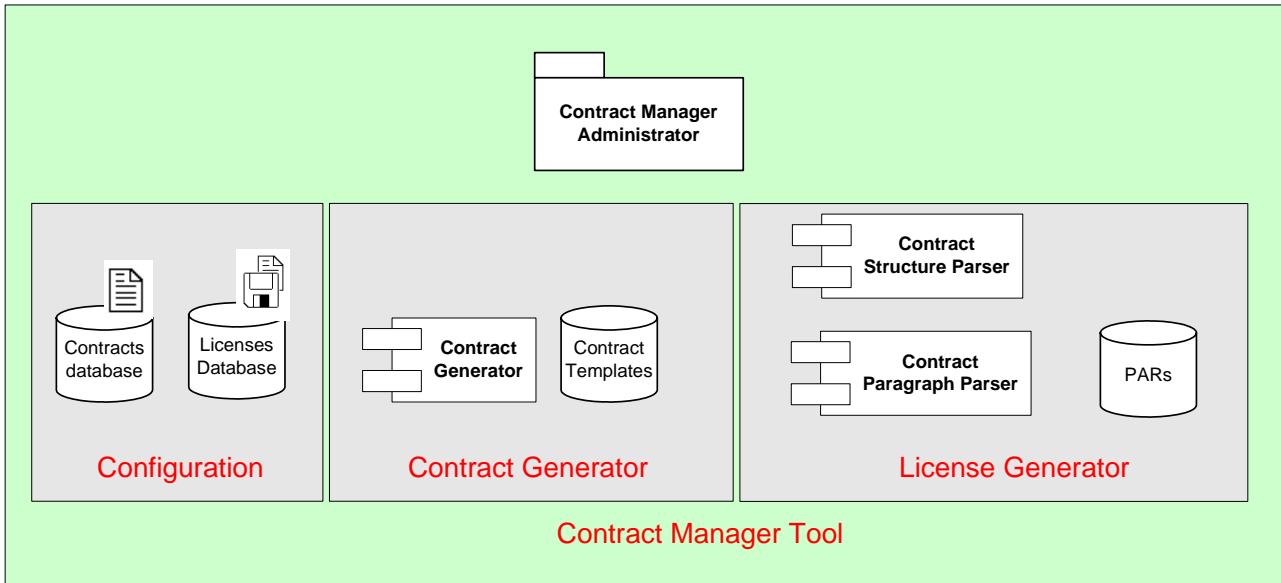 Contract Manager
Administrator
Contracts
database
Licenses
Database
Configuration
Contract
Generator
Contract
Templates
Contract Generator
Contract
Structure Parser
Contract
Paragraph Parser
PARs
License Generator
Contract Manager Tool